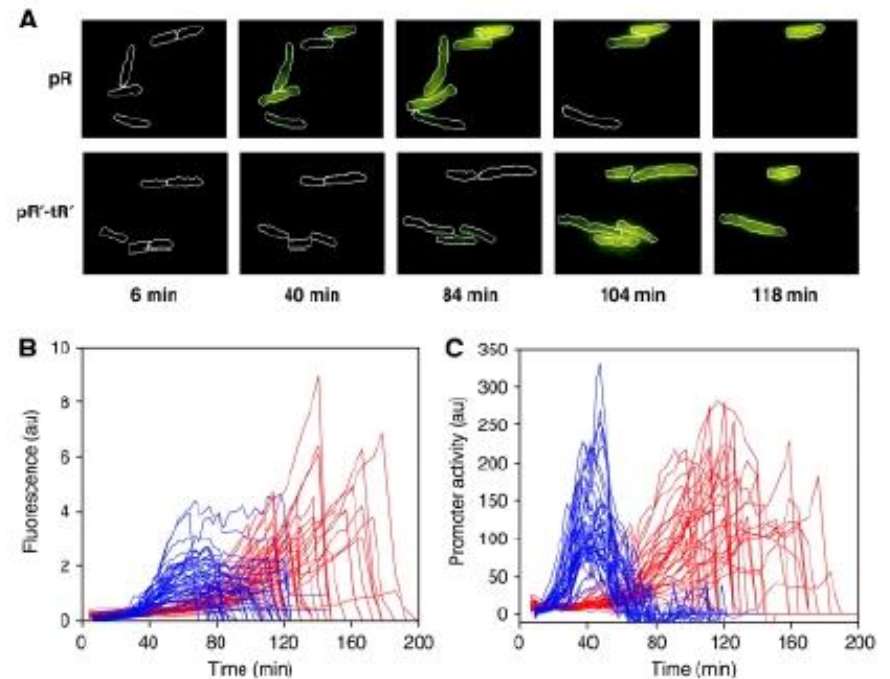 A
pR
pR'-tR'
6 min 40 min 84 min 104 min 118 min
B
10
8
6
4
2
0
Fluorescence (au)
0 40 80 120 160 200
Time (min)
C
350
300
250
200
150
100
50
0
Promoter activity (au)
0 40 80 120 160 200
Time (min)